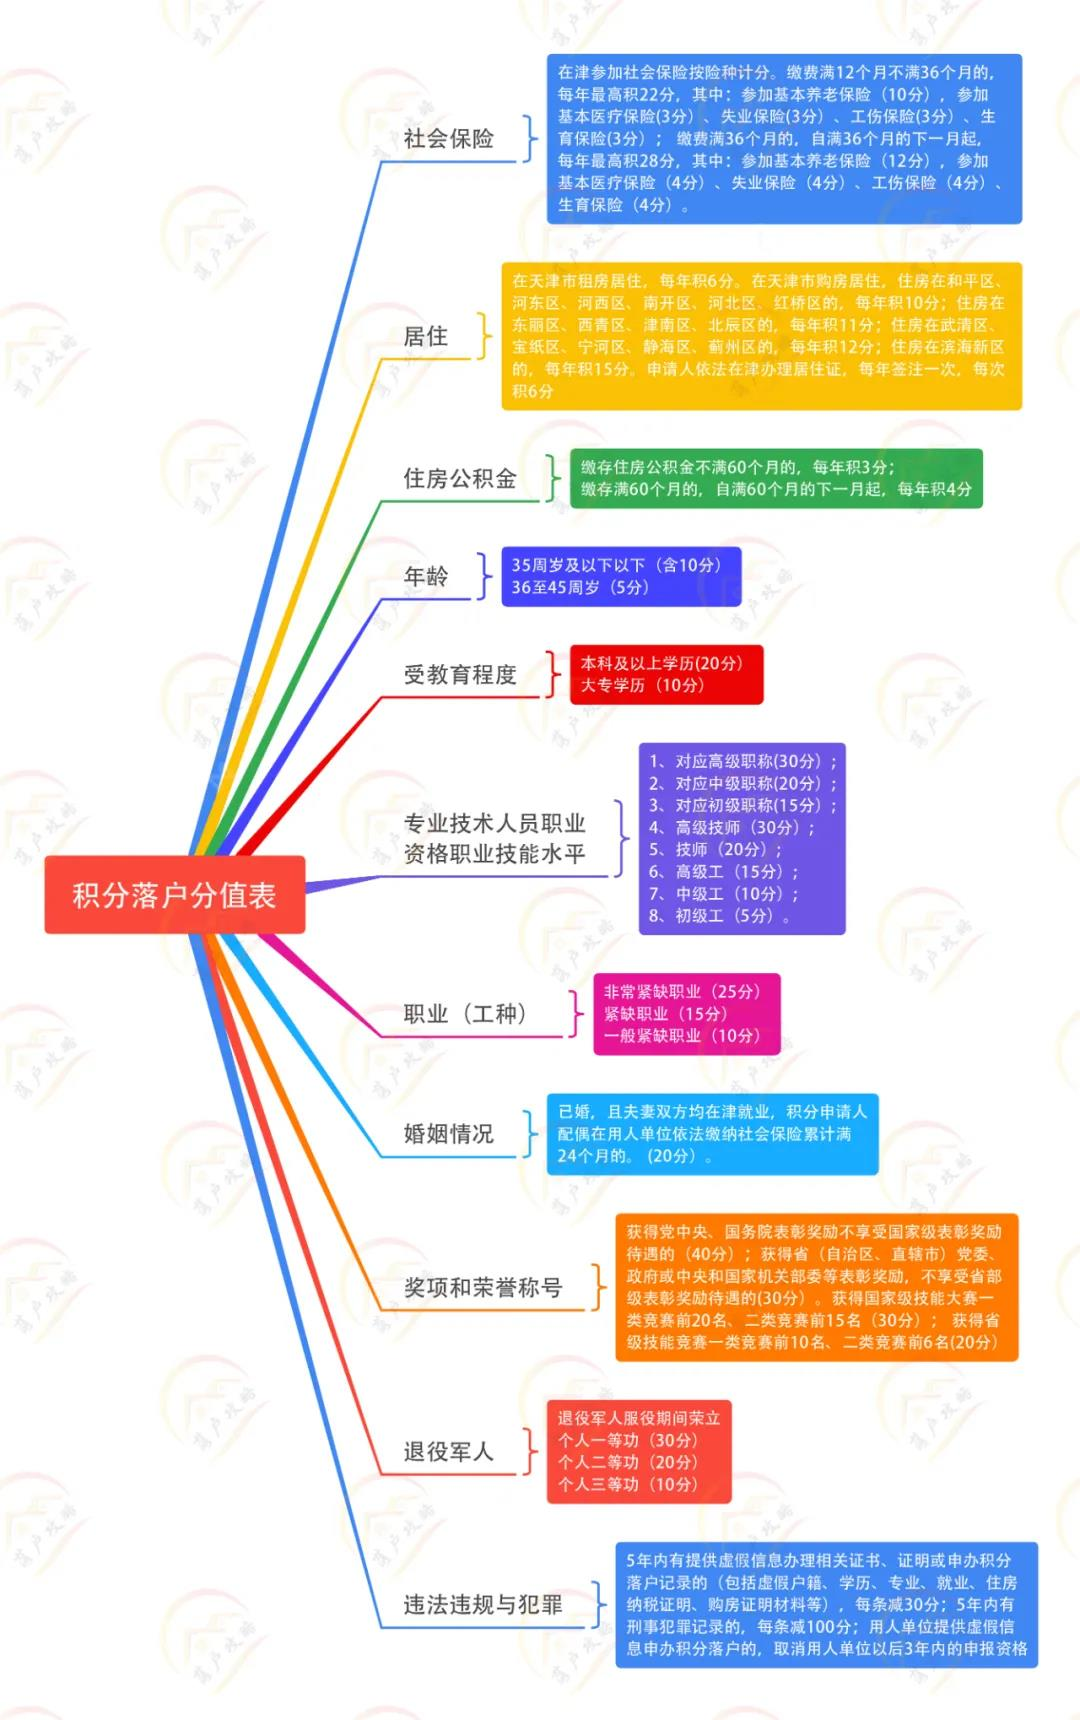 积分落户分值表
社会保险
在津参加社会保险按险种计分。缴费满12个月不满36个月的,
每年最高积22分，其中：参加基本养老保险（10分），参加
基本医疗保险(3分）、失业保险(3分）、工伤保险(3分）、生
育保险(3分）； 缴费满36个月的，自满36个月的下一月起,
每年最高积28分，其中：参加基本养老保险（12分），参加
基本医疗保险（4分）、失业保险（4分）、工伤保险（4分）、
生育保险（4分）。
居住
在天津市租房居住，每年积6分。在天津市购房居住，住房在和平区、
河东区、河西区、南开区、河北区、红桥区的，每年积10分；住房在
东丽区、西青区、津南区、北辰区的，每年积11分；住房在武清区、
宝纸区、宁河区、静海区、蓟州区的，每年积12分；住房在滨海新区
的，每年积15分。申请人依法在津办理居住证，每年签注一次，每次
积6分
住房公积金
缴存住房公积金不满60个月的，每年积3分；
缴存满60个月的，自满60个月的下一月起，每年积4分
年龄
35周岁及以下以下（含10分）
36至45周岁（5分）
受教育程度
本科及以上学历(20分）
大专学历（10分）
专业技术人员职业
资格职业技能水平
1、对应高级职称(30分）；
2、对应中级职称(20分）；
3、对应初级职称(15分）；
4、高级技师（30分）；
5、技师（20分）；
6、高级工（15分）；
7、中级工（10分）；
8、初级工（5分）。
职业（工种）
非常紧缺职业（25分）
紧缺职业（15分）
一般紧缺职业（10分）
婚姻情况
已婚，且夫妻双方均在津就业，积分申请人
配偶在用人单位依法缴纳社会保险累计满
24个月的。 (20分）。
奖项和荣誉称号
获得党中央、国务院表彰奖励不享受国家级表彰奖励
待遇的（40分）；获得省（自治区、直辖市）党委、
政府或中央和国家机关部委等表彰奖励，不享受省部
级表彰奖励待遇的(30分）。获得国家级技能大赛一
类竞赛前20名、二类竞赛前15名（30分）； 获得省
级技能竞赛一类竞赛前10名、二类竞赛前6名(20分）
退役军人
退役军人服役期间荣立
个人一等功（30分）
个人二等功（20分）
个人三等功（10分）
违法违规与犯罪
5年内有提供虚假信息办理相关证书、证明或申办积分
落户记录的（包括虚假户籍、学历、专业、就业、住房
纳税证明、购房证明材料等），每条减30分；5年内有
刑事犯罪记录的，每条减100分；用人单位提供虚假信
息申办积分落户的，取消用人单位以后3年内的申报资格